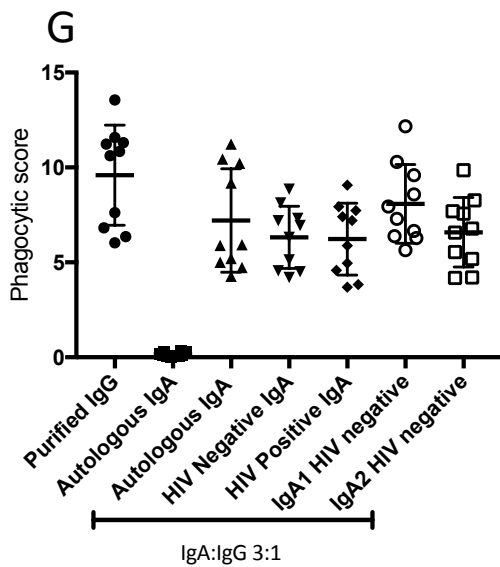 G
15
10
5
0
Phagocytic score
Purified IgG
Autologous IgA
Autologous IgA
HIV Negative IgA
HIV Positive IgA
IgA1 HIV negative
IgA2 HIV negative
IgA:IgG 3:1